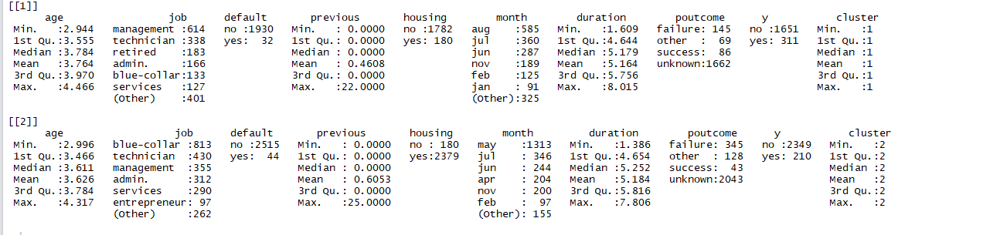 [[1]]
age job default previous housing month duration poutcome y cluster
Min. :2.944 management :614 no :1930 Min. : 0.0000 no :1782 aug :585 Min. :1.609 failure: 145 no :1651 Min. :1
1st Qu.:3.555 technician :338 yes: 32 1st Qu.: 0.0000 yes: 180 jul :360 1st Qu.:4.644 other : 69 yes: 311 1st Qu.:1
Median :3.784 retired :183 Median : 0.0000 jun :287 Median :5.179 success: 86 Median :1
Mean :3.764 admin. :166 Mean : 0.4608 nov :189 Mean :5.164 unknown:1662 Mean :1
3rd Qu.:3.970 blue-collar:133 3rd Qu.: 0.0000 feb :125 3rd Qu.:5.756 3rd Qu.:1
Max. :4.466 services :127 Max. :22.0000 jan : 91 Max. :8.015 Max. :1
(Other) :401 (Other):325
[[2]]
age job default previous housing month duration poutcome y cluster
Min. :2.996 blue-collar :813 no :2515 Min. : 0.0000 no : 180 may :1313 Min. :1.386 failure: 345 no :2349 Min. :2
1st Qu.:3.466 technician :430 yes: 44 1st Qu.: 0.0000 yes:2379 jul : 346 1st Qu.:4.654 other : 128 yes: 210 1st Qu.:2
Median :3.611 management :355 Median : 0.0000 jun : 244 Median :5.252 success: 43 Median :2
Mean :3.626 admin. :312 Mean : 0.6053 apr : 204 Mean :5.184 unknown:2043 Mean :2
3rd Qu.:3.784 services :290 3rd Qu.: 0.0000 nov : 200 3rd Qu.:5.816 3rd Qu.:2
Max. :4.317 entrepreneur: 97 Max. :25.0000 feb : 97 Max. :7.806 Max. :2
(Other) :262 (Other): 155